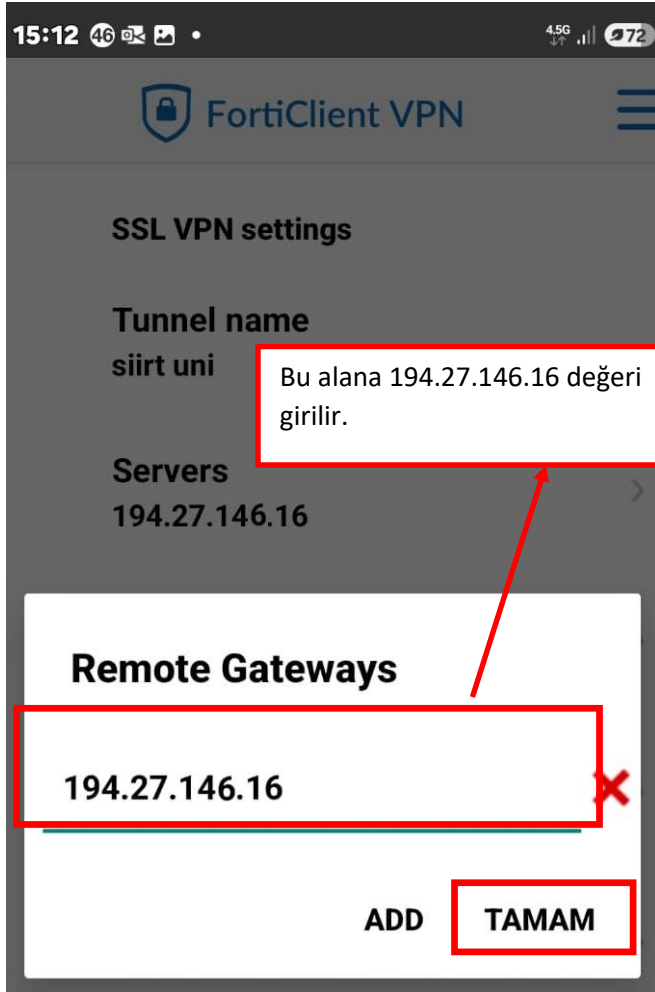 15:12 46
4.5G 72
FortiClient VPN
SSL VPN settings
Tunnel name
siirt uni
Bu alana 194.27.146.16 değeri
girilir.
Servers
194.27.146.16
Remote Gateways
194.27.146.16
ADD TAMAM